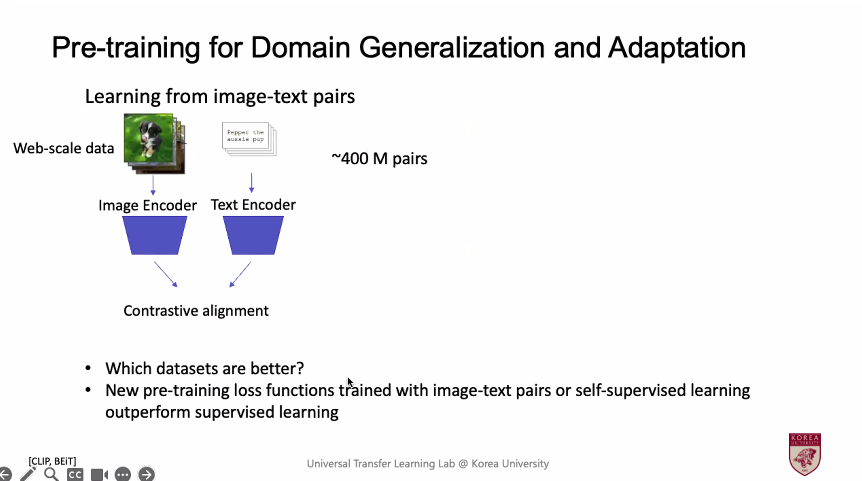 Pre-training for Domain Generalization and Adaptation
Learning from image-text pairs
Web-scale data
Pepper the
aussie pup
~400 M pairs
Image Encoder
Text Encoder
Contrastive alignment
• Which datasets are better?
• New pre-training loss functions trained with image-text pairs or self-supervised learning
outperform supervised learning
[CLIP, BEiT]
CC
Universal Transfer Learning Lab @ Korea University
KOREA